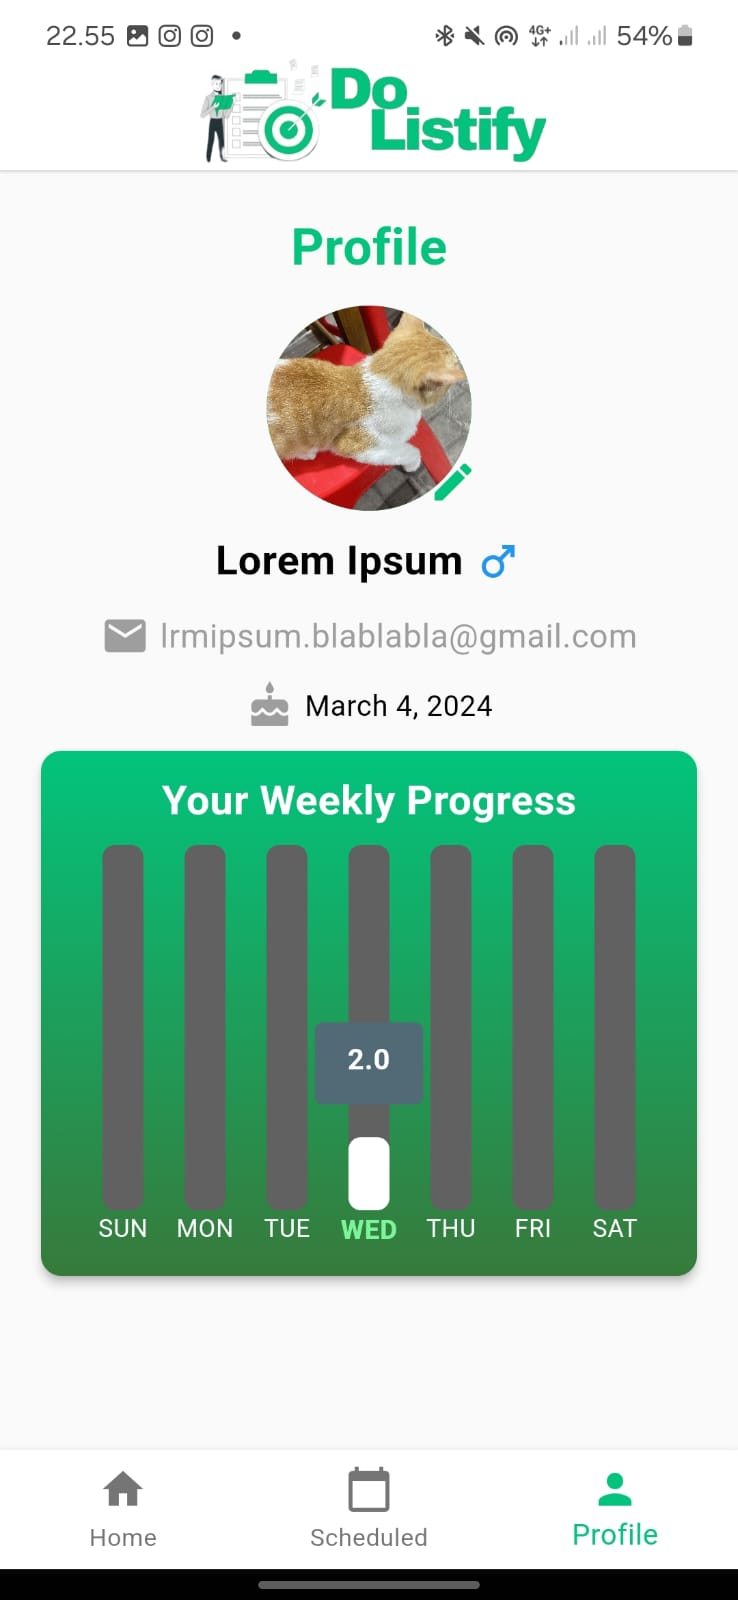 22.55
4G+
54%
Do
Listify
Profile
Lorem Ipsum
lrmipsum.blablabla@gmail.com
March 4, 2024
Your Weekly Progress
2.0
SUN MON TUE WED THU FRI SAT
Home Scheduled Profile